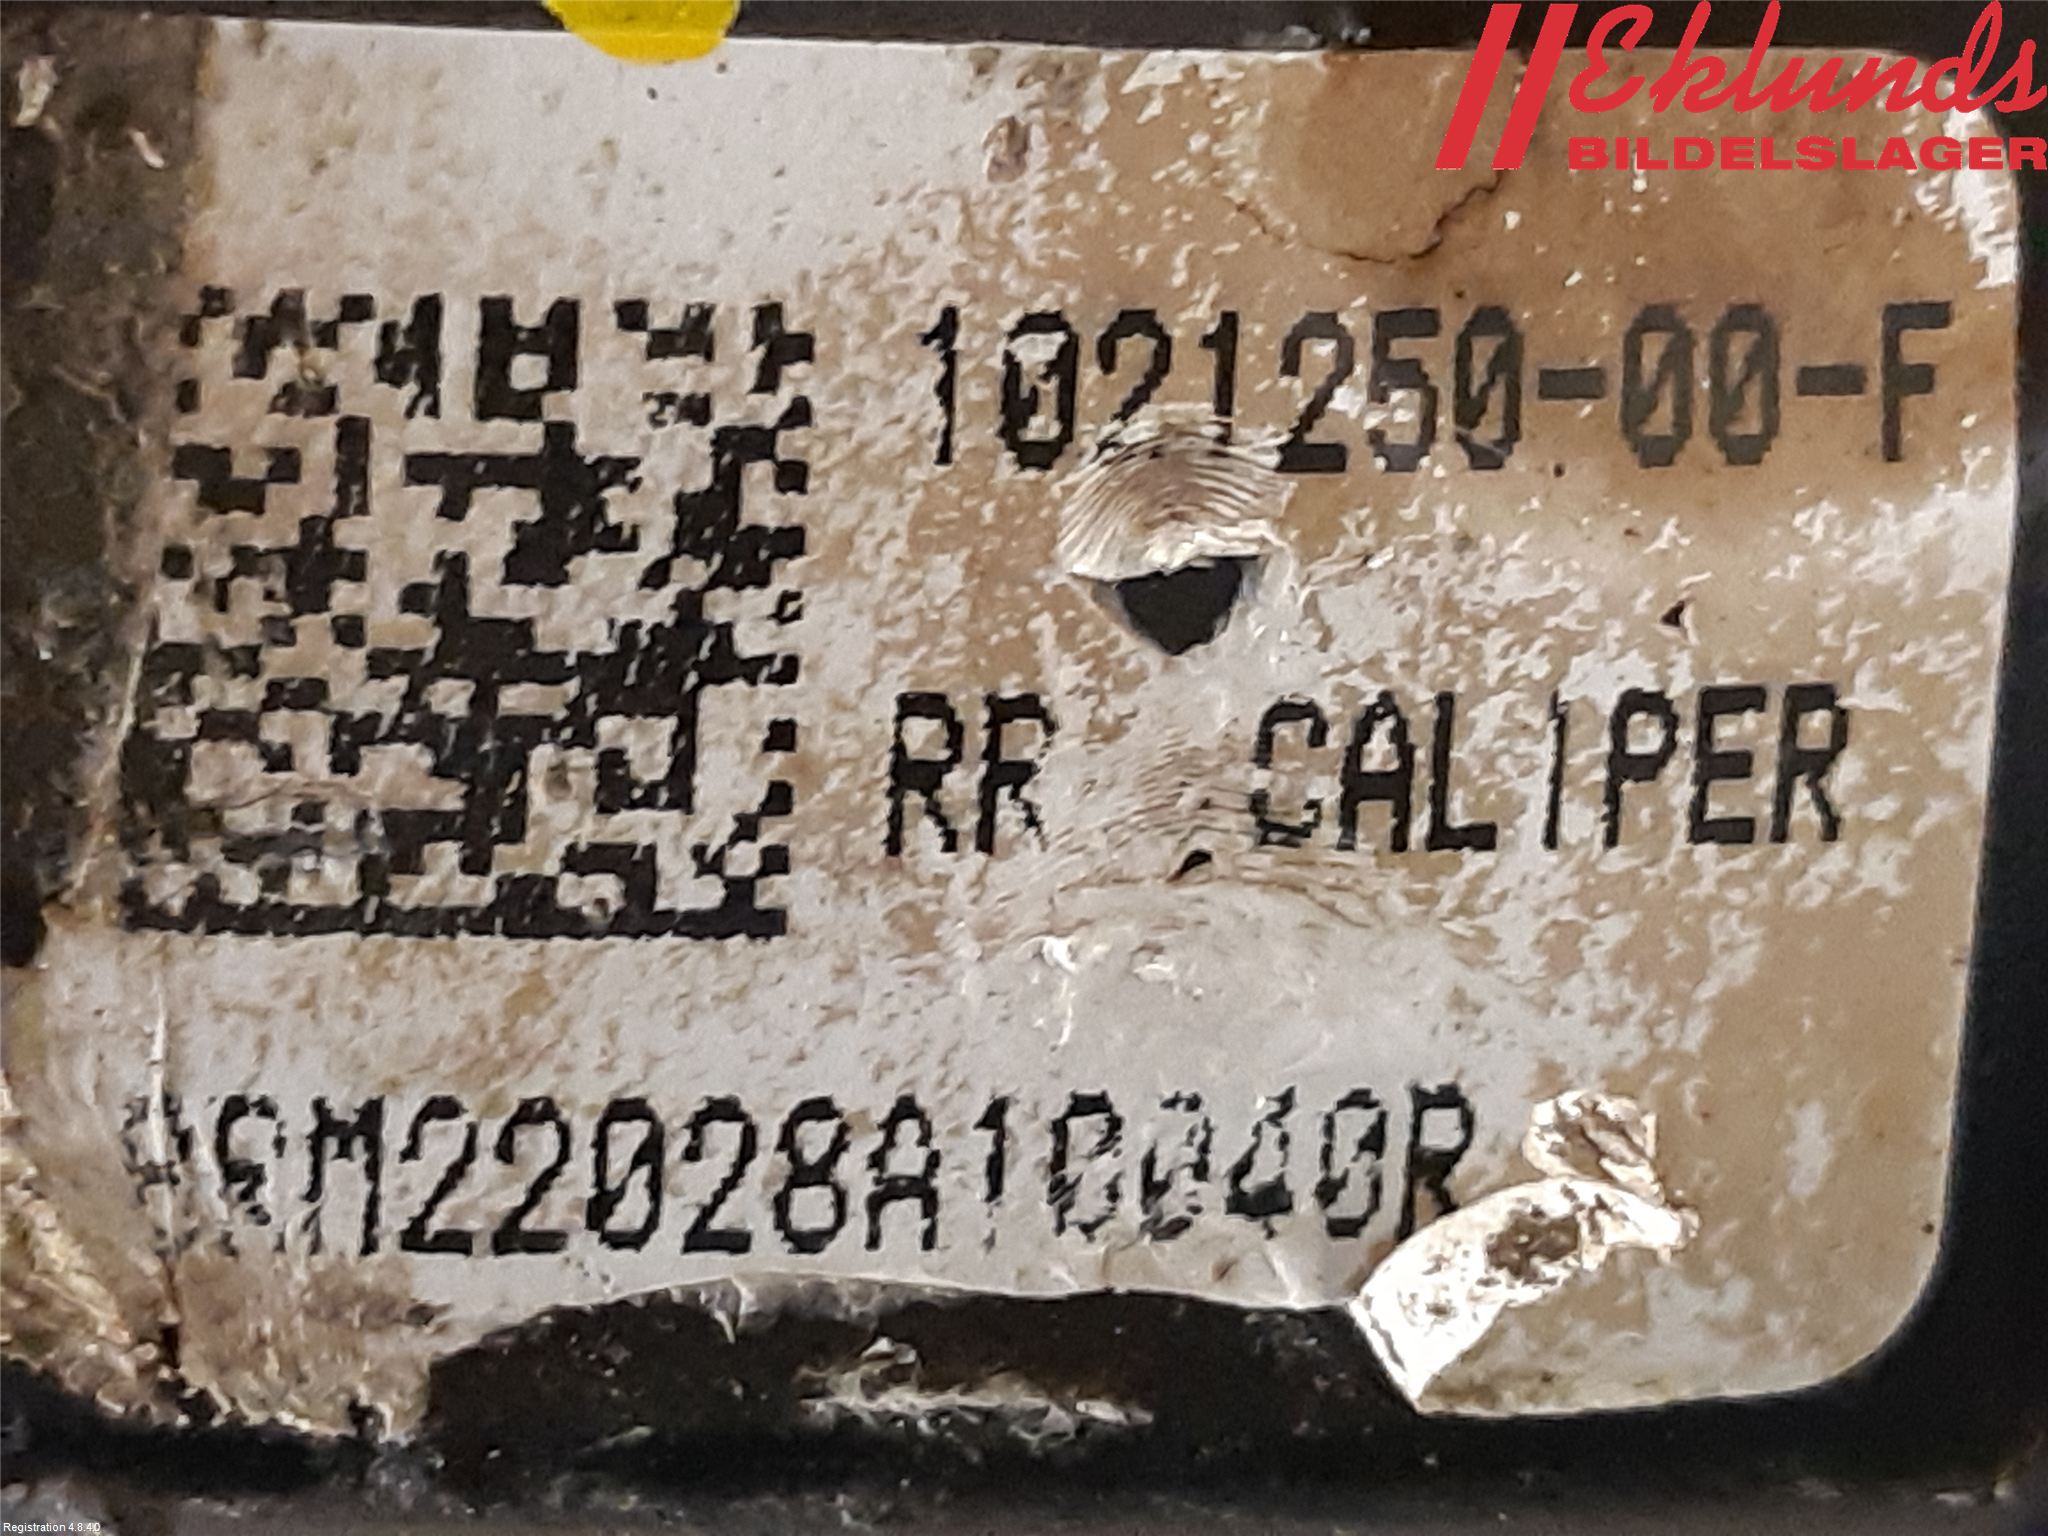 Eklunds
BILDELSLAGER
1021250-00-F
RR CALIPER
Registration 4.8.40